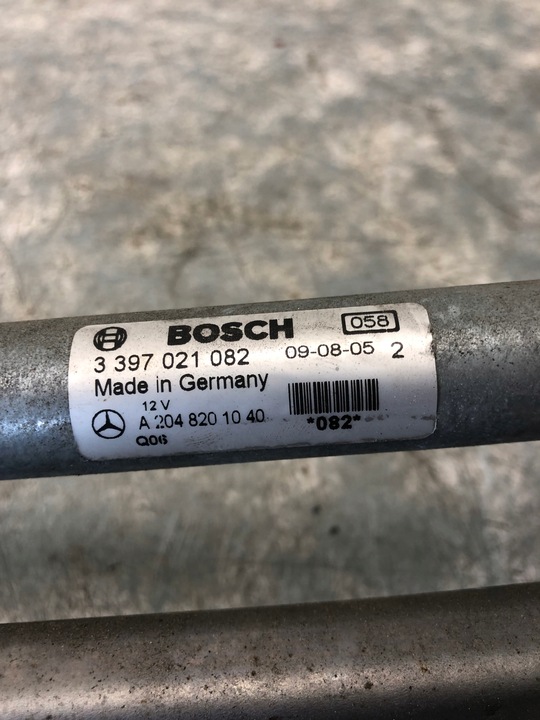 BOSCH 058
3 397 021 082 09-08-05 2
Made in Germany
12 V
A 204 820 10 40 *082*
Q06